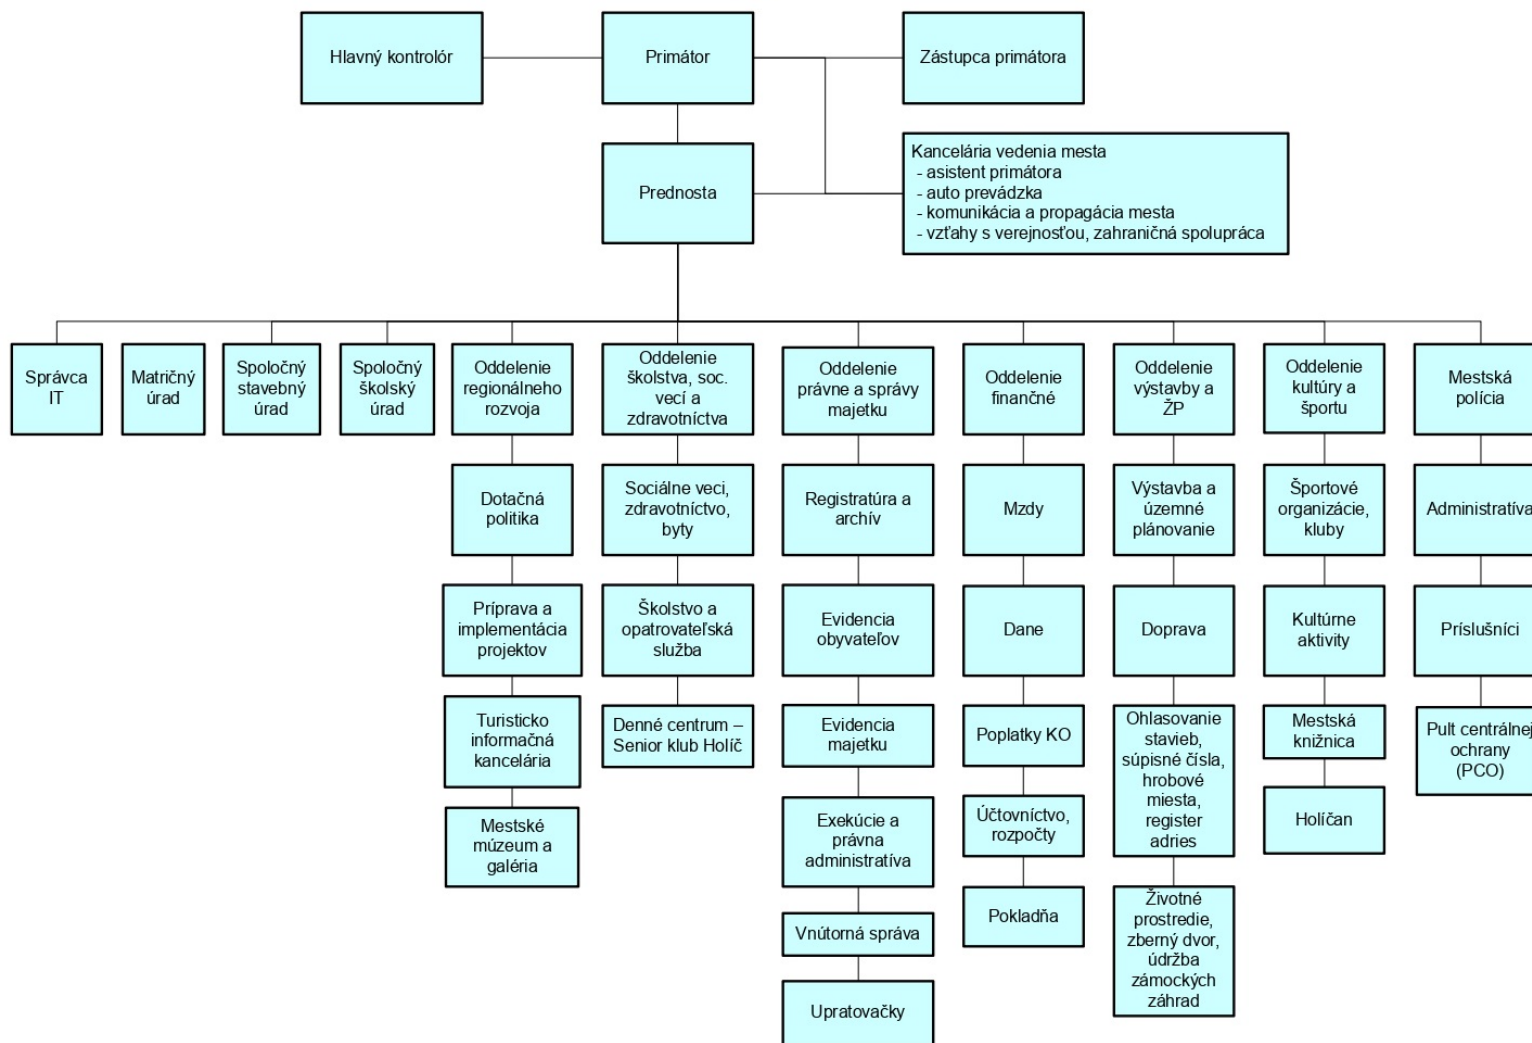 Hlavný kontrolór
Primátor
Zástupca primátora
Kancelária vedenia mesta
- asistent primátora
- auto prevádzka
- komunikácia a propagácia mesta
- vzťahy s verejnosťou, zahraničná spolupráca
Prednosta
Správca
IT
Matričný
úrad
Spoločný
stavebný
úrad
Spoločný
školský
úrad
Oddelenie
regionálneho
rozvoja
Oddelenie
školstva, soc.
vecí a
zdravotníctva
Oddelenie
právne a správy
majetku
Oddelenie
finančné
Oddelenie
výstavby a
ŽP
Oddelenie
kultúry a
športu
Mestská
polícia
Dotačná
politika
Sociálne veci,
zdravotníctvo,
byty
Registratúra a
archív
Mzdy
Výstavba a
územné
plánovanie
Športové
organizácie,
kluby
Administratíva
Príprava a
implementácia
projektov
Školstvo a
opatrovateľská
služba
Evidencia
obyvateľov
Dane
Doprava
Kultúrne
aktivity
Príslušníci
Turisticko
informačná
kancelária
Denné centrum –
Senior klub Holíč
Evidencia
majetku
Poplatky KO
Ohlasovanie
stavieb,
súpisné čísla,
hrobové
miesta,
register
adries
Mestská
knižnica
Pult centrálnej
ochrany
(PCO)
Mestské
múzeum a
galéria
Exekúcie a
právna
administratíva
Účtovníctvo,
rozpočty
Holíčan
Vnútorná správa
Pokladňa
Životné
prostredie,
zberný dvor,
údržba
zámockých
záhrad
Upratovačky